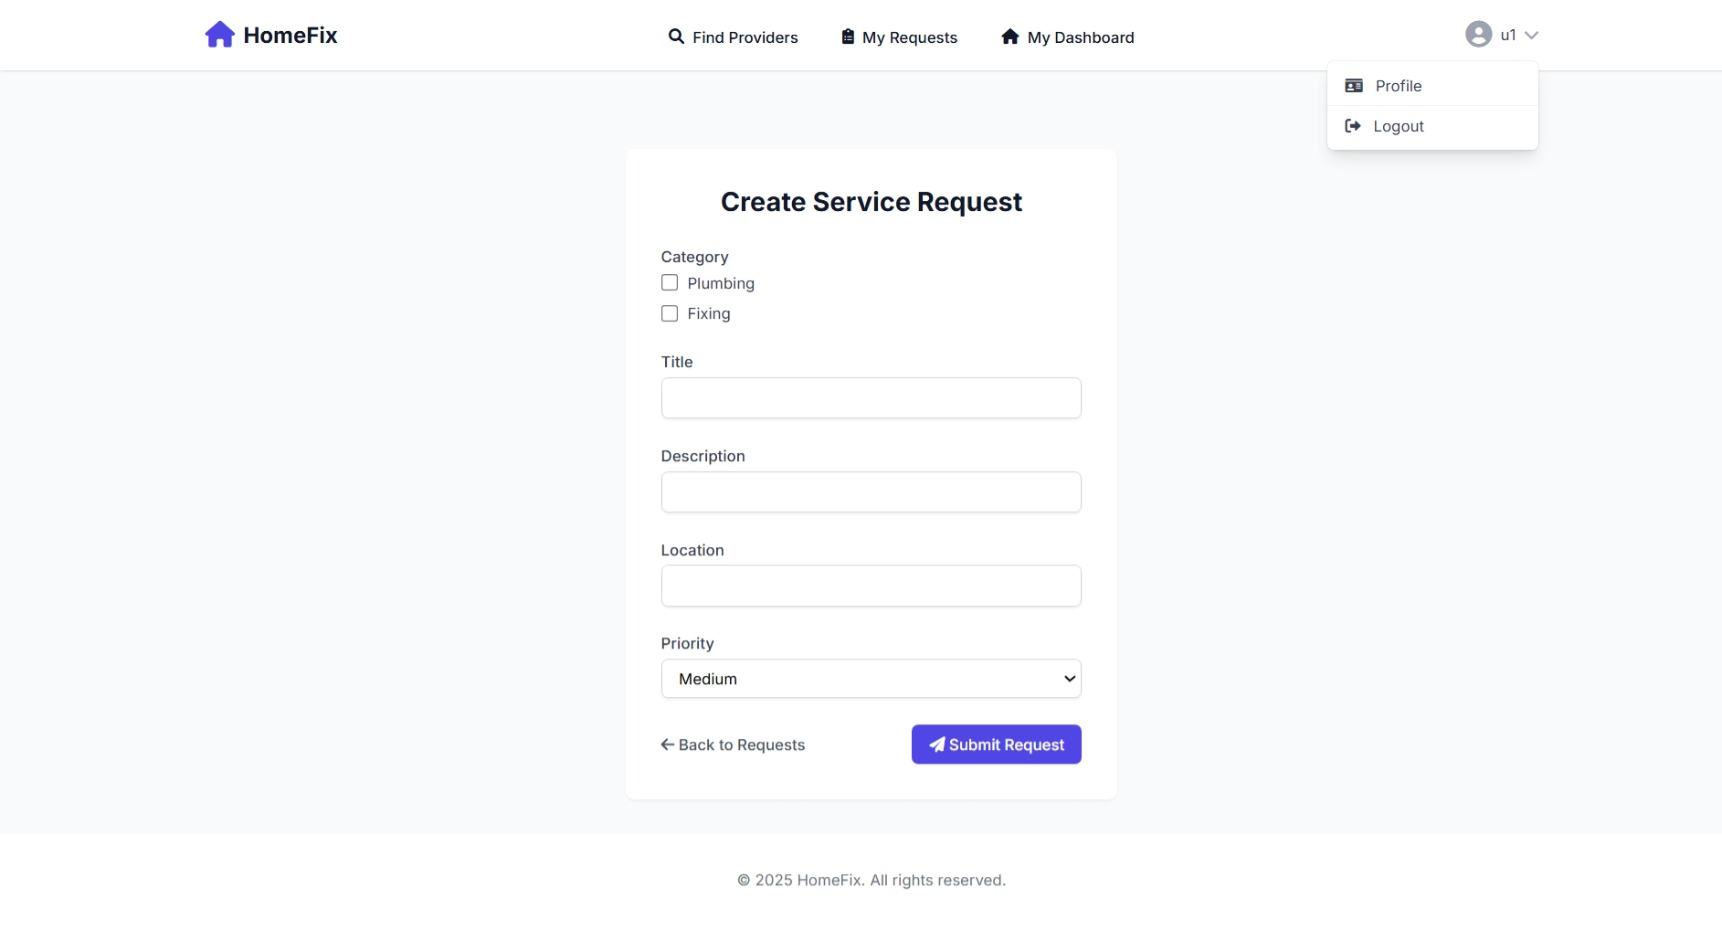 HomeFix
Find Providers
My Requests
My Dashboard
u1
Profile
Logout
Create Service Request
Category
Plumbing
Fixing
Title
Description
Location
Priority
Medium
Back to Requests
Submit Request
© 2025 HomeFix. All rights reserved.